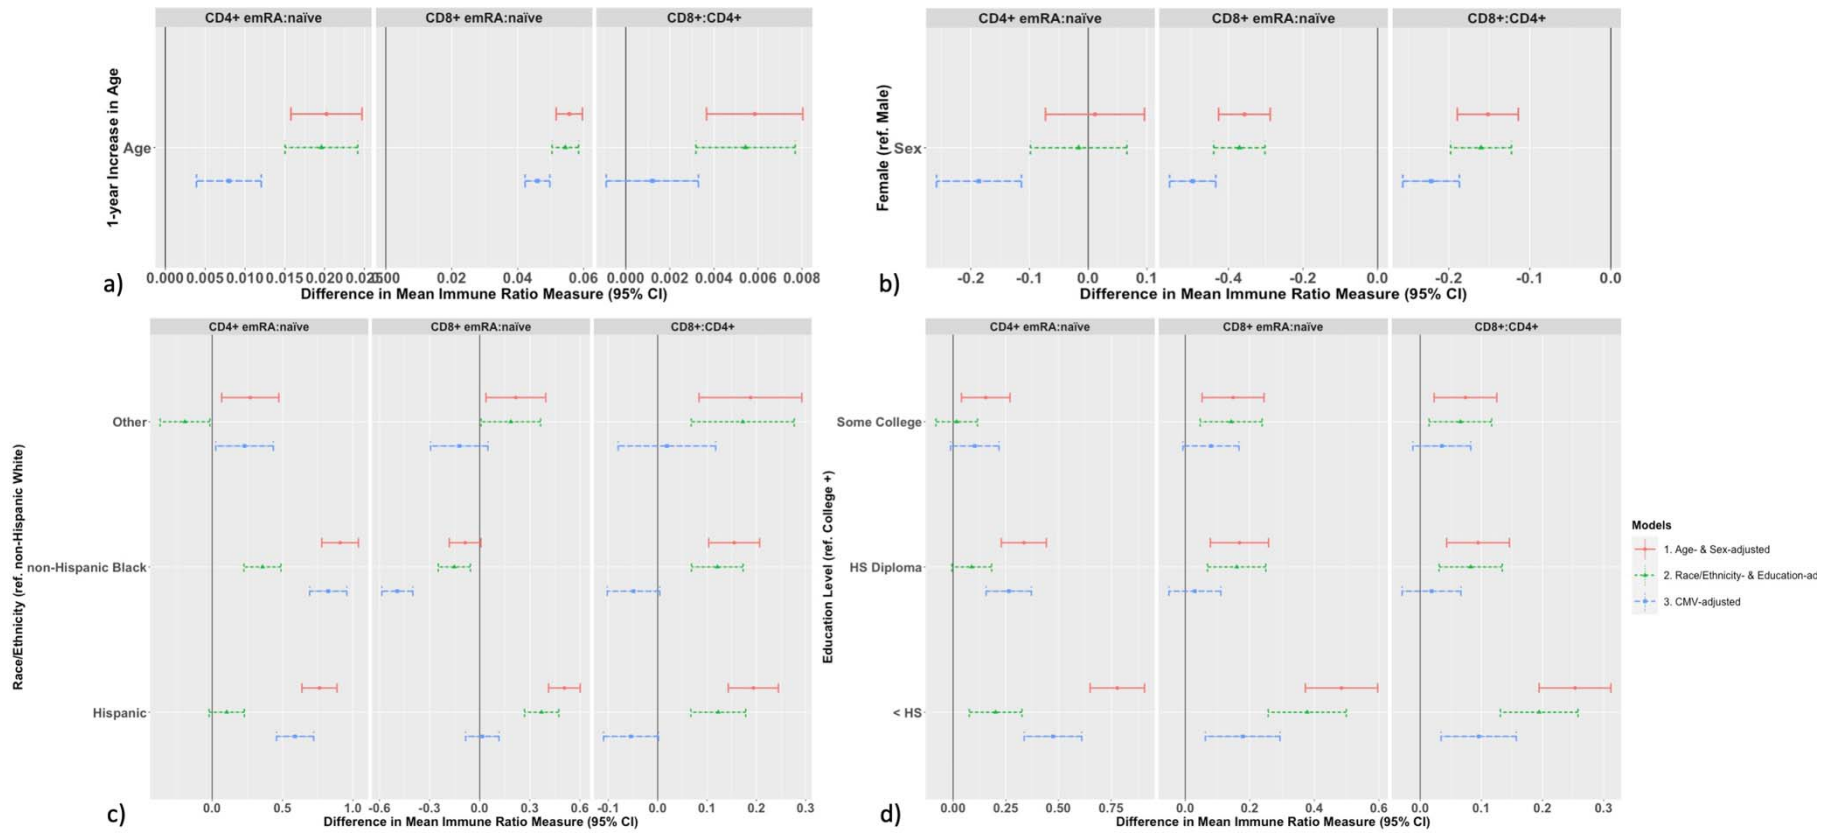 CD4+ emRA:naïve CD8+ emRA:naïve CD8+:CD4+
1-year Increase in Age
Age
0.000 0.005 0.010 0.015 0.020 0.025 0.00 0.02 0.04 0.06 0.000 0.002 0.004 0.006 0.008
Difference in Mean Immune Ratio Measure (95% CI)
a)
CD4+ emRA:naïve CD8+ emRA:naïve CD8+:CD4+
Female (ref. Male)
Sex
-0.2 -0.1 0.0 0.1 -0.4 -0.2 0.0 -0.2 -0.1 0.0
Difference in Mean Immune Ratio Measure (95% CI)
b)
CD4+ emRA:naïve CD8+ emRA:naïve CD8+:CD4+
Race/Ethnicity (ref. non-Hispanic White)
Other
non-Hispanic Black
Hispanic
0.0 0.5 1.0 -0.6 -0.3 0.0 0.3 0.6 -0.1 0.0 0.1 0.2 0.3
Difference in Mean Immune Ratio Measure (95% CI)
c)
CD4+ emRA:naïve CD8+ emRA:naïve CD8+:CD4+
Education Level (ref. College +)
Some College
HS Diploma
< HS
0.00 0.25 0.50 0.75 0.0 0.2 0.4 0.6 0.0 0.1 0.2 0.3
Difference in Mean Immune Ratio Measure (95% CI)
d)
Models
1. Age- & Sex-adjusted
2. Race/Ethnicity- & Education-ad
3. CMV-adjusted